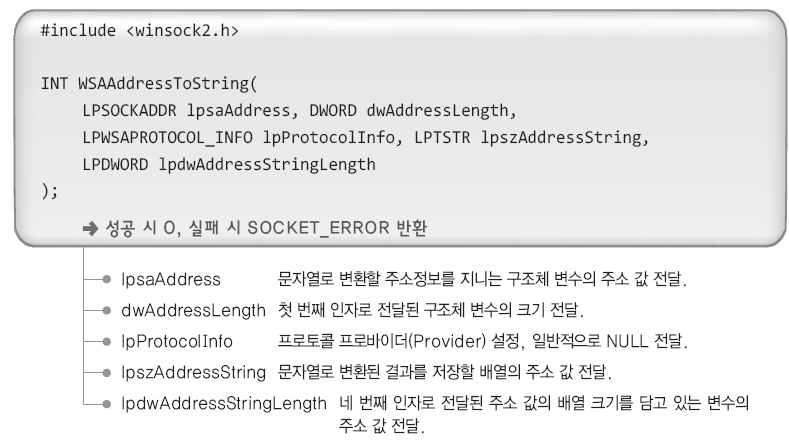 #include <winsock2.h>
INT WSAAddressToString(
LPSOCKADDR lpsaAddress, DWORD dwAddressLength,
LPWSAPROTOCOL_INFO lpProtocolInfo, LPTSTR lpszAddressString,
LPDWORD lpdwAddressStringLength
);
➔ 성공 시 0, 실패 시 SOCKET_ERROR 반환
lpsaAddress 문자열로 변환할 주소정보를 지니는 구조체 변수의 주소 값 전달.
dwAddressLength 첫 번째 인자로 전달된 구조체 변수의 크기 전달.
lpProtocolInfo 프로토콜 프로바이더(Provider) 설정, 일반적으로 NULL 전달.
lpszAddressString 문자열로 변환된 결과를 저장할 배열의 주소 값 전달.
lpdwAddressStringLength 네 번째 인자로 전달된 주소 값의 배열 크기를 담고 있는 변수의
주소 값 전달.